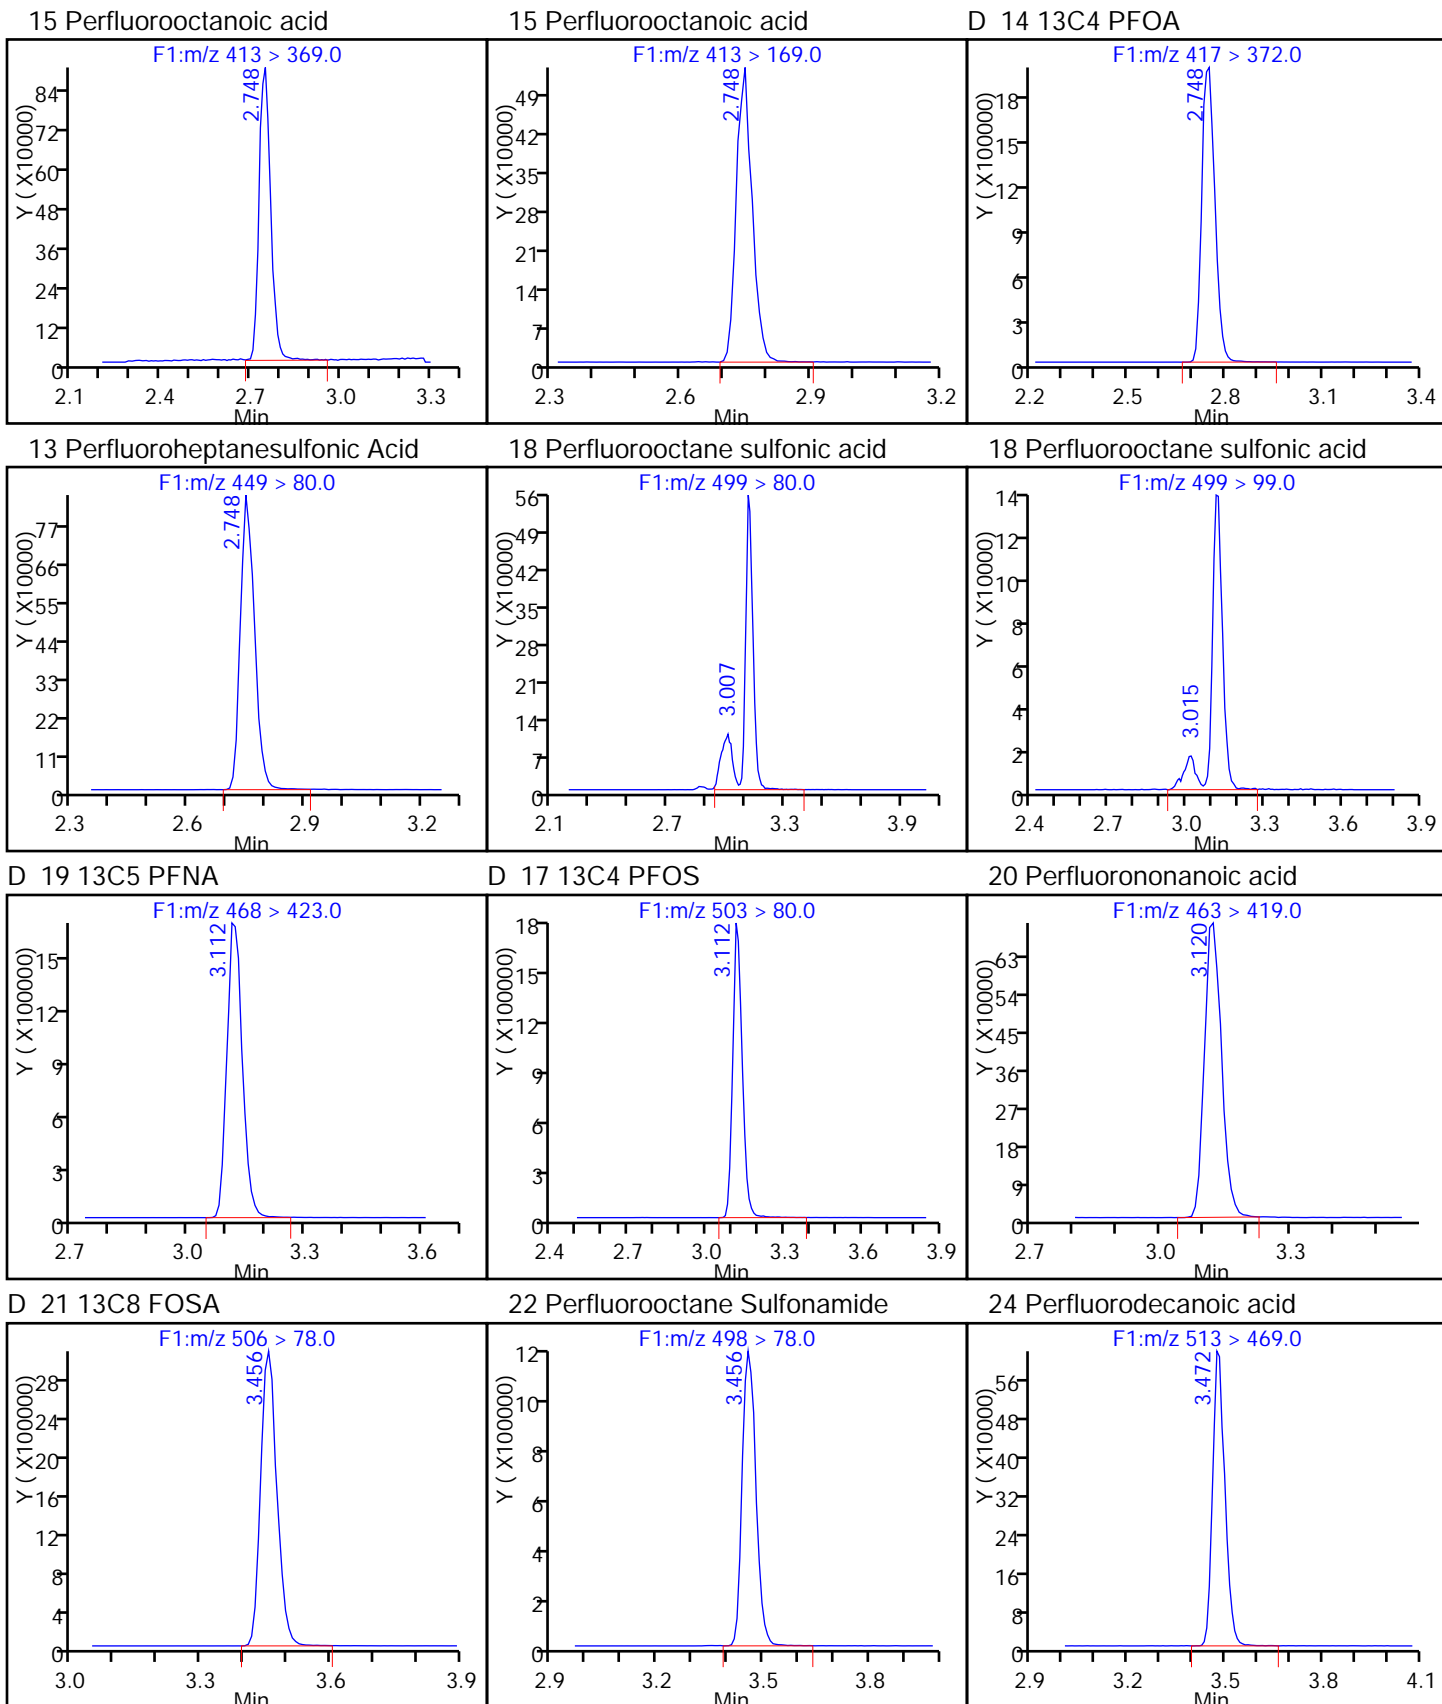 15 Perfluorooctanoic acid
F1:m/z 413 > 369.0
2.748
Y ( X10000)
84
72
60
48
36
24
12
0
2.1 2.4 2.7 3.0 3.3
Min
15 Perfluorooctanoic acid
F1:m/z 413 > 169.0
2.748
Y ( X10000)
49
42
35
28
21
14
7
0
2.3 2.6 2.9 3.2
Min
D 14 13C4 PFOA
F1:m/z 417 > 372.0
2.748
Y ( X100000)
18
15
12
9
6
3
0
2.2 2.5 2.8 3.1 3.4
Min
13 Perfluoroheptanesulfonic Acid
F1:m/z 449 > 80.0
2.748
Y ( X10000)
77
66
55
44
33
22
11
0
2.3 2.6 2.9 3.2
Min
18 Perfluorooctane sulfonic acid
F1:m/z 499 > 80.0
3.007
Y ( X10000)
56
49
42
35
28
21
14
7
0
2.1 2.7 3.3 3.9
Min
18 Perfluorooctane sulfonic acid
F1:m/z 499 > 99.0
3.015
Y ( X10000)
14
12
10
8
6
4
2
0
2.4 2.7 3.0 3.3 3.6 3.9
Min
D 19 13C5 PFNA
F1:m/z 468 > 423.0
3.112
Y ( X100000)
15
12
9
6
3
0
2.7 3.0 3.3 3.6
Min
D 17 13C4 PFOS
F1:m/z 503 > 80.0
3.112
Y ( X100000)
18
15
12
9
6
3
0
2.4 2.7 3.0 3.3 3.6 3.9
Min
20 Perfluorononanoic acid
F1:m/z 463 > 419.0
3.120
Y ( X10000)
63
54
45
36
27
18
9
0
2.7 3.0 3.3
Min
D 21 13C8 FOSA
F1:m/z 506 > 78.0
3.456
Y ( X100000)
28
24
20
16
12
8
4
0
3.0 3.3 3.6 3.9
Min
22 Perfluorooctane Sulfonamide
F1:m/z 498 > 78.0
3.456
Y ( X100000)
12
10
8
6
4
2
0
2.9 3.2 3.5 3.8
Min
24 Perfluorodecanoic acid
F1:m/z 513 > 469.0
3.472
Y ( X10000)
56
48
40
32
24
16
8
0
2.9 3.2 3.5 3.8 4.1
Min